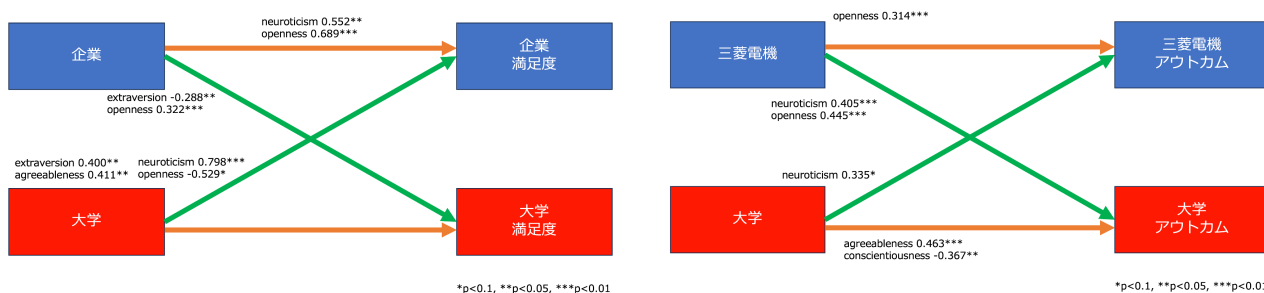 neuroticism 0.552**
openness 0.689***
企業
企業
満足度
extraversion -0.288**
openness 0.322***
extraversion 0.400**
agreeableness 0.411**
neuroticism 0.798***
openness -0.529*
大学
大学
満足度
*p<0.1, **p<0.05, ***p<0.01
openness 0.314***
三菱電機
三菱電機
アウトカム
neuroticism 0.405***
openness 0.445***
neuroticism 0.335*
大学
大学
アウトカム
agreeableness 0.463***
conscientiousness -0.367**
*p<0.1, **p<0.05, ***p<0.01